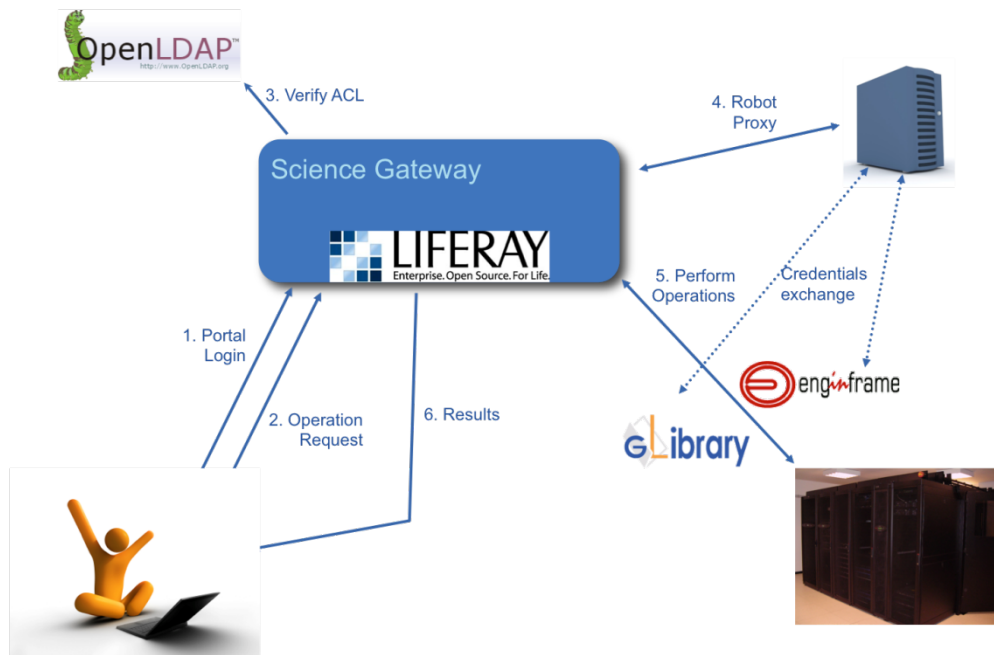 OpenLDAP™
http://www.OpenLDAP.org
3. Verify ACL
4. Robot
Proxy
Science Gateway
LIFERAY
Enterprise. Open Source. For Life.
5. Perform
Operations
Credentials
exchange
1. Portal
Login
enginframe
2. Operation
Request
6. Results
gLibrary